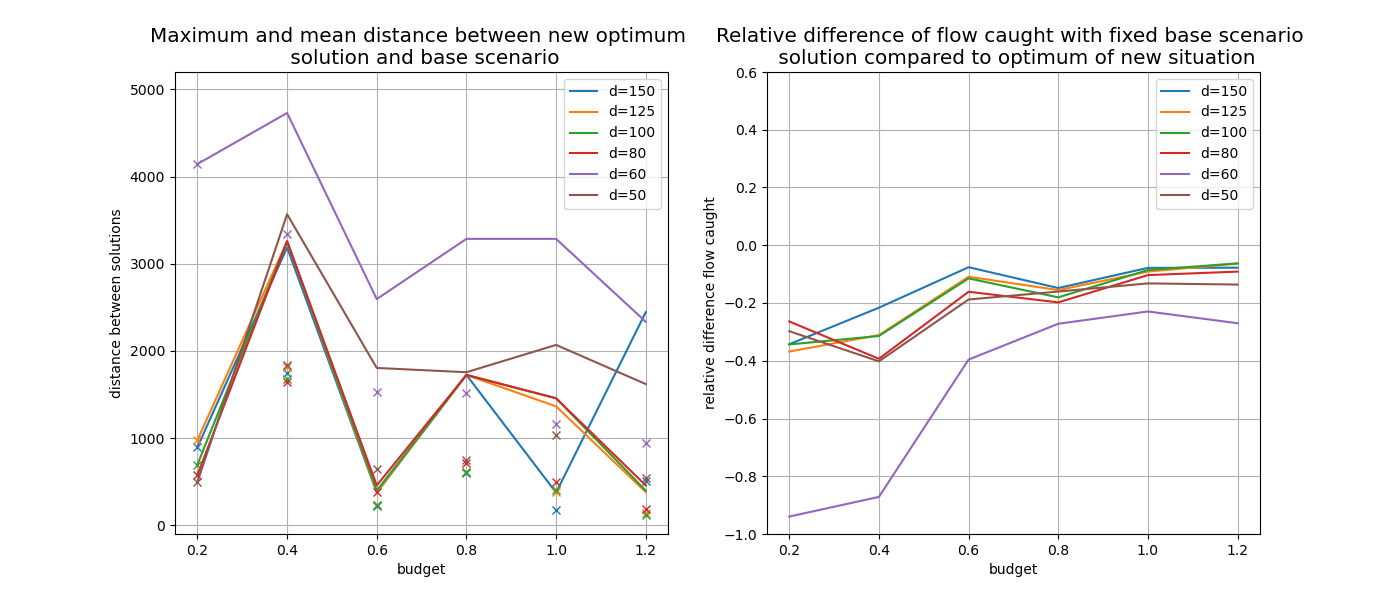 Maximum and mean distance between new optimum
solution and base scenario
5000
4000
3000
2000
1000
0
distance between solutions
0.2 0.4 0.6 0.8 1.0 1.2
budget
d=150
d=125
d=100
d=80
d=60
d=50
Relative difference of flow caught with fixed base scenario
solution compared to optimum of new situation
0.6
0.4
0.2
0.0
−0.2
−0.4
−0.6
−0.8
−1.0
relative difference flow caught
0.2 0.4 0.6 0.8 1.0 1.2
budget
d=150
d=125
d=100
d=80
d=60
d=50